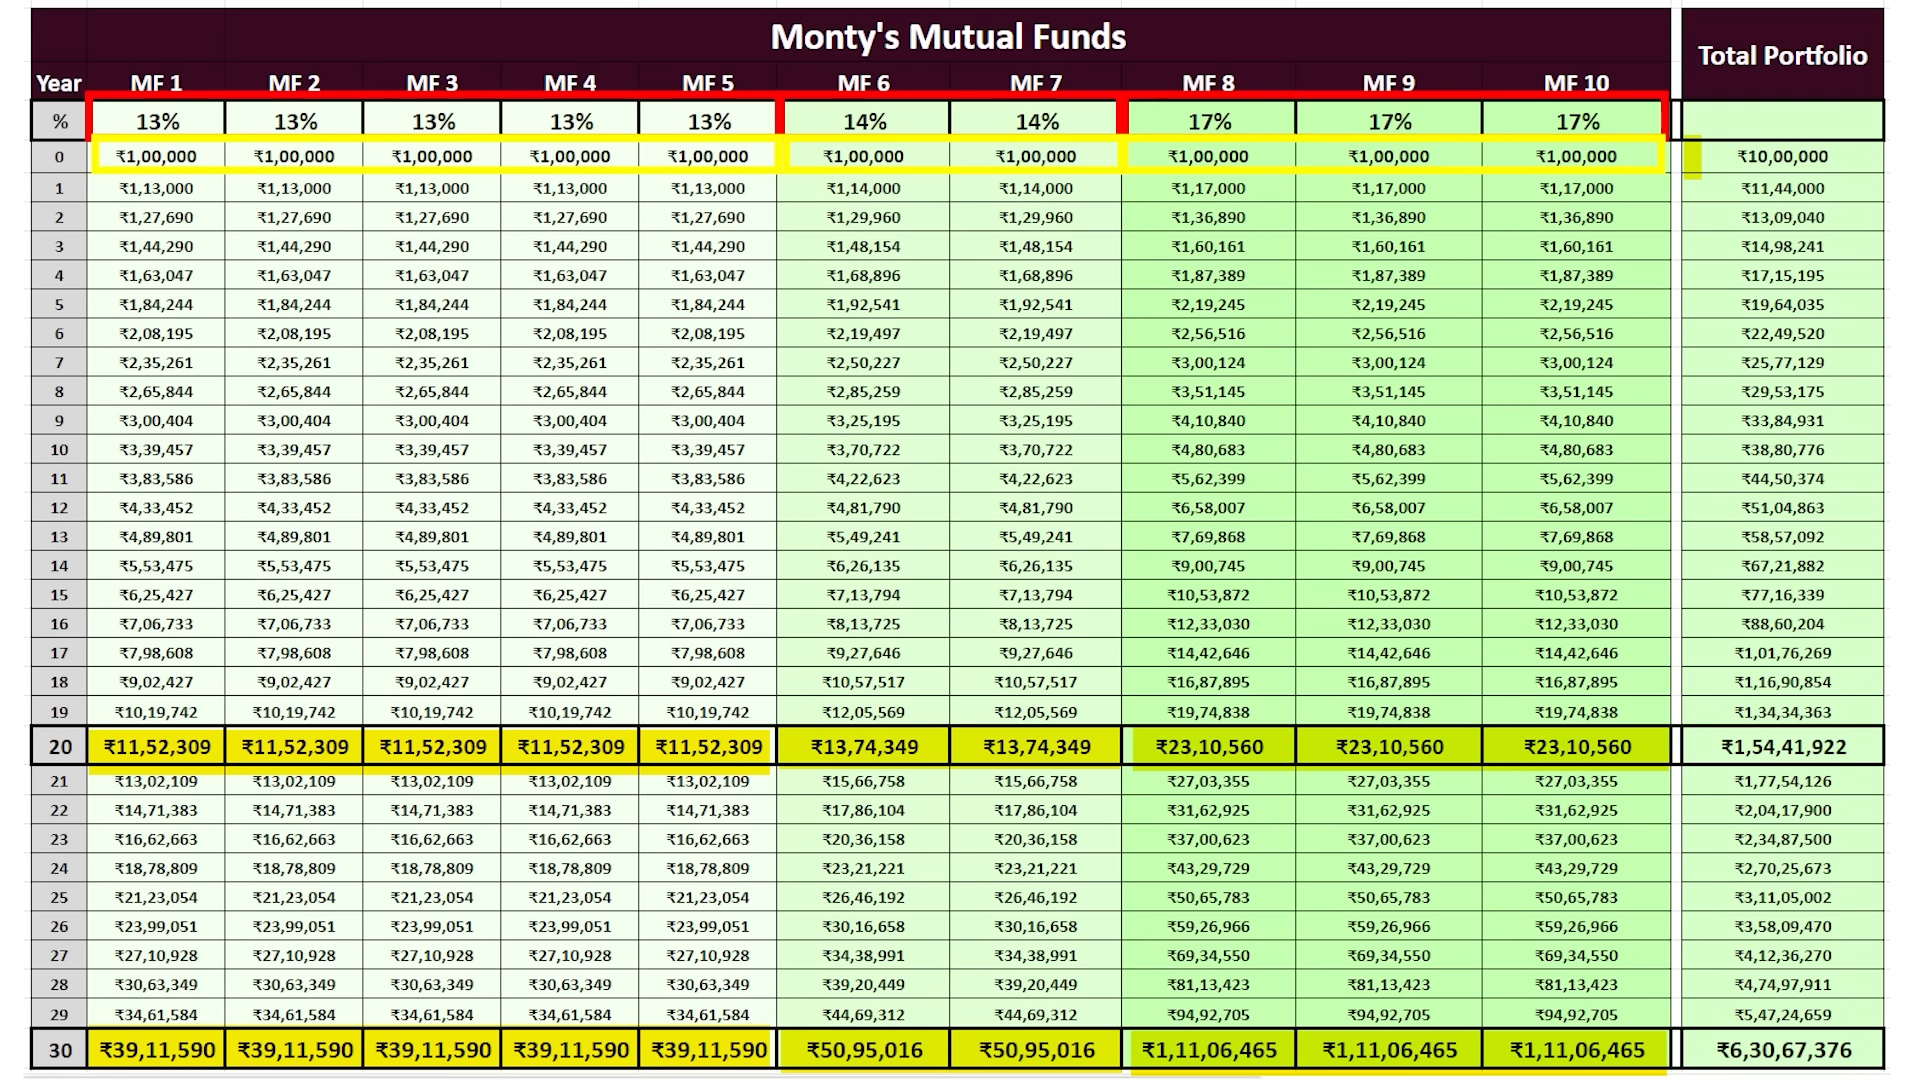 Monty's Mutual Funds
Total Portfolio
Year MF 1 MF 2 MF 3 MF 4 MF 5 MF 6 MF 7 MF 8 MF 9 MF 10
% 13% 13% 13% 13% 13% 14% 14% 17% 17% 17%
0 ₹1,00,000 ₹1,00,000 ₹1,00,000 ₹1,00,000 ₹1,00,000 ₹1,00,000 ₹1,00,000 ₹1,00,000 ₹1,00,000 ₹1,00,000 ₹10,00,000
1 ₹1,13,000 ₹1,13,000 ₹1,13,000 ₹1,13,000 ₹1,13,000 ₹1,14,000 ₹1,14,000 ₹1,17,000 ₹1,17,000 ₹1,17,000 ₹11,44,000
2 ₹1,27,690 ₹1,27,690 ₹1,27,690 ₹1,27,690 ₹1,27,690 ₹1,29,960 ₹1,29,960 ₹1,36,890 ₹1,36,890 ₹1,36,890 ₹13,09,040
3 ₹1,44,290 ₹1,44,290 ₹1,44,290 ₹1,44,290 ₹1,44,290 ₹1,48,154 ₹1,48,154 ₹1,60,161 ₹1,60,161 ₹1,60,161 ₹14,98,241
4 ₹1,63,047 ₹1,63,047 ₹1,63,047 ₹1,63,047 ₹1,63,047 ₹1,68,896 ₹1,68,896 ₹1,87,389 ₹1,87,389 ₹1,87,389 ₹17,15,195
5 ₹1,84,244 ₹1,84,244 ₹1,84,244 ₹1,84,244 ₹1,84,244 ₹1,92,541 ₹1,92,541 ₹2,19,245 ₹2,19,245 ₹2,19,245 ₹19,64,035
6 ₹2,08,195 ₹2,08,195 ₹2,08,195 ₹2,08,195 ₹2,08,195 ₹2,19,497 ₹2,19,497 ₹2,56,516 ₹2,56,516 ₹2,56,516 ₹22,49,520
7 ₹2,35,261 ₹2,35,261 ₹2,35,261 ₹2,35,261 ₹2,35,261 ₹2,50,227 ₹2,50,227 ₹3,00,124 ₹3,00,124 ₹3,00,124 ₹25,77,129
8 ₹2,65,844 ₹2,65,844 ₹2,65,844 ₹2,65,844 ₹2,65,844 ₹2,85,259 ₹2,85,259 ₹3,51,145 ₹3,51,145 ₹3,51,145 ₹29,53,175
9 ₹3,00,404 ₹3,00,404 ₹3,00,404 ₹3,00,404 ₹3,00,404 ₹3,25,195 ₹3,25,195 ₹4,10,840 ₹4,10,840 ₹4,10,840 ₹33,84,931
10 ₹3,39,457 ₹3,39,457 ₹3,39,457 ₹3,39,457 ₹3,39,457 ₹3,70,722 ₹3,70,722 ₹4,80,683 ₹4,80,683 ₹4,80,683 ₹38,80,776
11 ₹3,83,586 ₹3,83,586 ₹3,83,586 ₹3,83,586 ₹3,83,586 ₹4,22,623 ₹4,22,623 ₹5,62,399 ₹5,62,399 ₹5,62,399 ₹44,50,374
12 ₹4,33,452 ₹4,33,452 ₹4,33,452 ₹4,33,452 ₹4,33,452 ₹4,81,790 ₹4,81,790 ₹6,58,007 ₹6,58,007 ₹6,58,007 ₹51,04,863
13 ₹4,89,801 ₹4,89,801 ₹4,89,801 ₹4,89,801 ₹4,89,801 ₹5,49,241 ₹5,49,241 ₹7,69,868 ₹7,69,868 ₹7,69,868 ₹58,57,092
14 ₹5,53,475 ₹5,53,475 ₹5,53,475 ₹5,53,475 ₹5,53,475 ₹6,26,135 ₹6,26,135 ₹9,00,745 ₹9,00,745 ₹9,00,745 ₹67,21,882
15 ₹6,25,427 ₹6,25,427 ₹6,25,427 ₹6,25,427 ₹6,25,427 ₹7,13,794 ₹7,13,794 ₹10,53,872 ₹10,53,872 ₹10,53,872 ₹77,16,339
16 ₹7,06,733 ₹7,06,733 ₹7,06,733 ₹7,06,733 ₹7,06,733 ₹8,13,725 ₹8,13,725 ₹12,33,030 ₹12,33,030 ₹12,33,030 ₹88,60,204
17 ₹7,98,608 ₹7,98,608 ₹7,98,608 ₹7,98,608 ₹7,98,608 ₹9,27,646 ₹9,27,646 ₹14,42,646 ₹14,42,646 ₹14,42,646 ₹1,01,76,269
18 ₹9,02,427 ₹9,02,427 ₹9,02,427 ₹9,02,427 ₹9,02,427 ₹10,57,517 ₹10,57,517 ₹16,87,895 ₹16,87,895 ₹16,87,895 ₹1,16,90,854
19 ₹10,19,742 ₹10,19,742 ₹10,19,742 ₹10,19,742 ₹10,19,742 ₹12,05,569 ₹12,05,569 ₹19,74,838 ₹19,74,838 ₹19,74,838 ₹1,34,34,363
20 ₹11,52,309 ₹11,52,309 ₹11,52,309 ₹11,52,309 ₹11,52,309 ₹13,74,349 ₹13,74,349 ₹23,10,560 ₹23,10,560 ₹23,10,560 ₹1,54,41,922
21 ₹13,02,109 ₹13,02,109 ₹13,02,109 ₹13,02,109 ₹13,02,109 ₹15,66,758 ₹15,66,758 ₹27,03,355 ₹27,03,355 ₹27,03,355 ₹1,77,54,126
22 ₹14,71,383 ₹14,71,383 ₹14,71,383 ₹14,71,383 ₹14,71,383 ₹17,86,104 ₹17,86,104 ₹31,62,925 ₹31,62,925 ₹31,62,925 ₹2,04,17,900
23 ₹16,62,663 ₹16,62,663 ₹16,62,663 ₹16,62,663 ₹16,62,663 ₹20,36,158 ₹20,36,158 ₹37,00,623 ₹37,00,623 ₹37,00,623 ₹2,34,87,500
24 ₹18,78,809 ₹18,78,809 ₹18,78,809 ₹18,78,809 ₹18,78,809 ₹23,21,221 ₹23,21,221 ₹43,29,729 ₹43,29,729 ₹43,29,729 ₹2,70,25,673
25 ₹21,23,054 ₹21,23,054 ₹21,23,054 ₹21,23,054 ₹21,23,054 ₹26,46,192 ₹26,46,192 ₹50,65,783 ₹50,65,783 ₹50,65,783 ₹3,11,05,002
26 ₹23,99,051 ₹23,99,051 ₹23,99,051 ₹23,99,051 ₹23,99,051 ₹30,16,658 ₹30,16,658 ₹59,26,966 ₹59,26,966 ₹59,26,966 ₹3,58,09,470
27 ₹27,10,928 ₹27,10,928 ₹27,10,928 ₹27,10,928 ₹27,10,928 ₹34,38,991 ₹34,38,991 ₹69,34,550 ₹69,34,550 ₹69,34,550 ₹4,12,36,270
28 ₹30,63,349 ₹30,63,349 ₹30,63,349 ₹30,63,349 ₹30,63,349 ₹39,20,449 ₹39,20,449 ₹81,13,423 ₹81,13,423 ₹81,13,423 ₹4,74,97,911
29 ₹34,61,584 ₹34,61,584 ₹34,61,584 ₹34,61,584 ₹34,61,584 ₹44,69,312 ₹44,69,312 ₹94,92,705 ₹94,92,705 ₹94,92,705 ₹5,47,24,659
30 ₹39,11,590 ₹39,11,590 ₹39,11,590 ₹39,11,590 ₹39,11,590 ₹50,95,016 ₹50,95,016 ₹1,11,06,465 ₹1,11,06,465 ₹1,11,06,465 ₹6,30,67,376